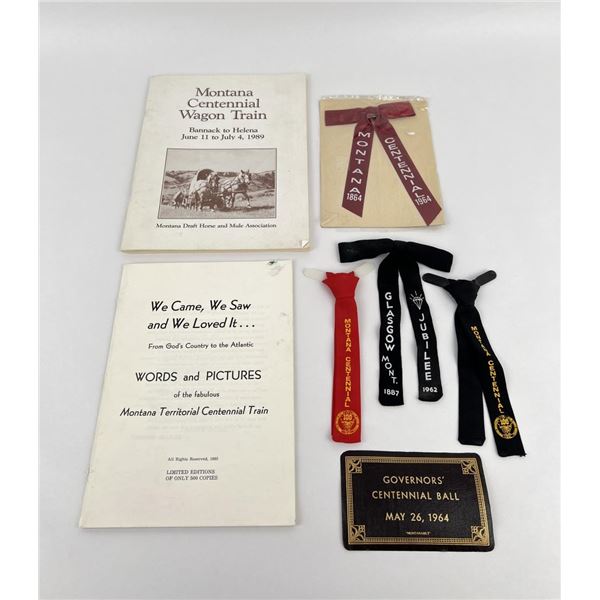 Montana
Centennial
Wagon Train
Bannack to Helena
June 11 to July 4, 1989
Montana Draft Horse and Mule Association
MONTANA
1864
CENTENNIAL
1964
We Came, We Saw
and We Loved It . . .
From God's Country to the Atlantic
WORDS and PICTURES
of the fabulous
Montana Territorial Centennial Train
All Rights Reserved,
LIMITED EDITIONS
OF ONLY 500 COPIES
MONTANA CENTENNIAL
100
GLASGOW
MONT.
1887
JUBILEE
1962
MONTANA CENTENNIAL
100
GOVERNORS'
CENTENNIAL BALL
MAY 26, 1964